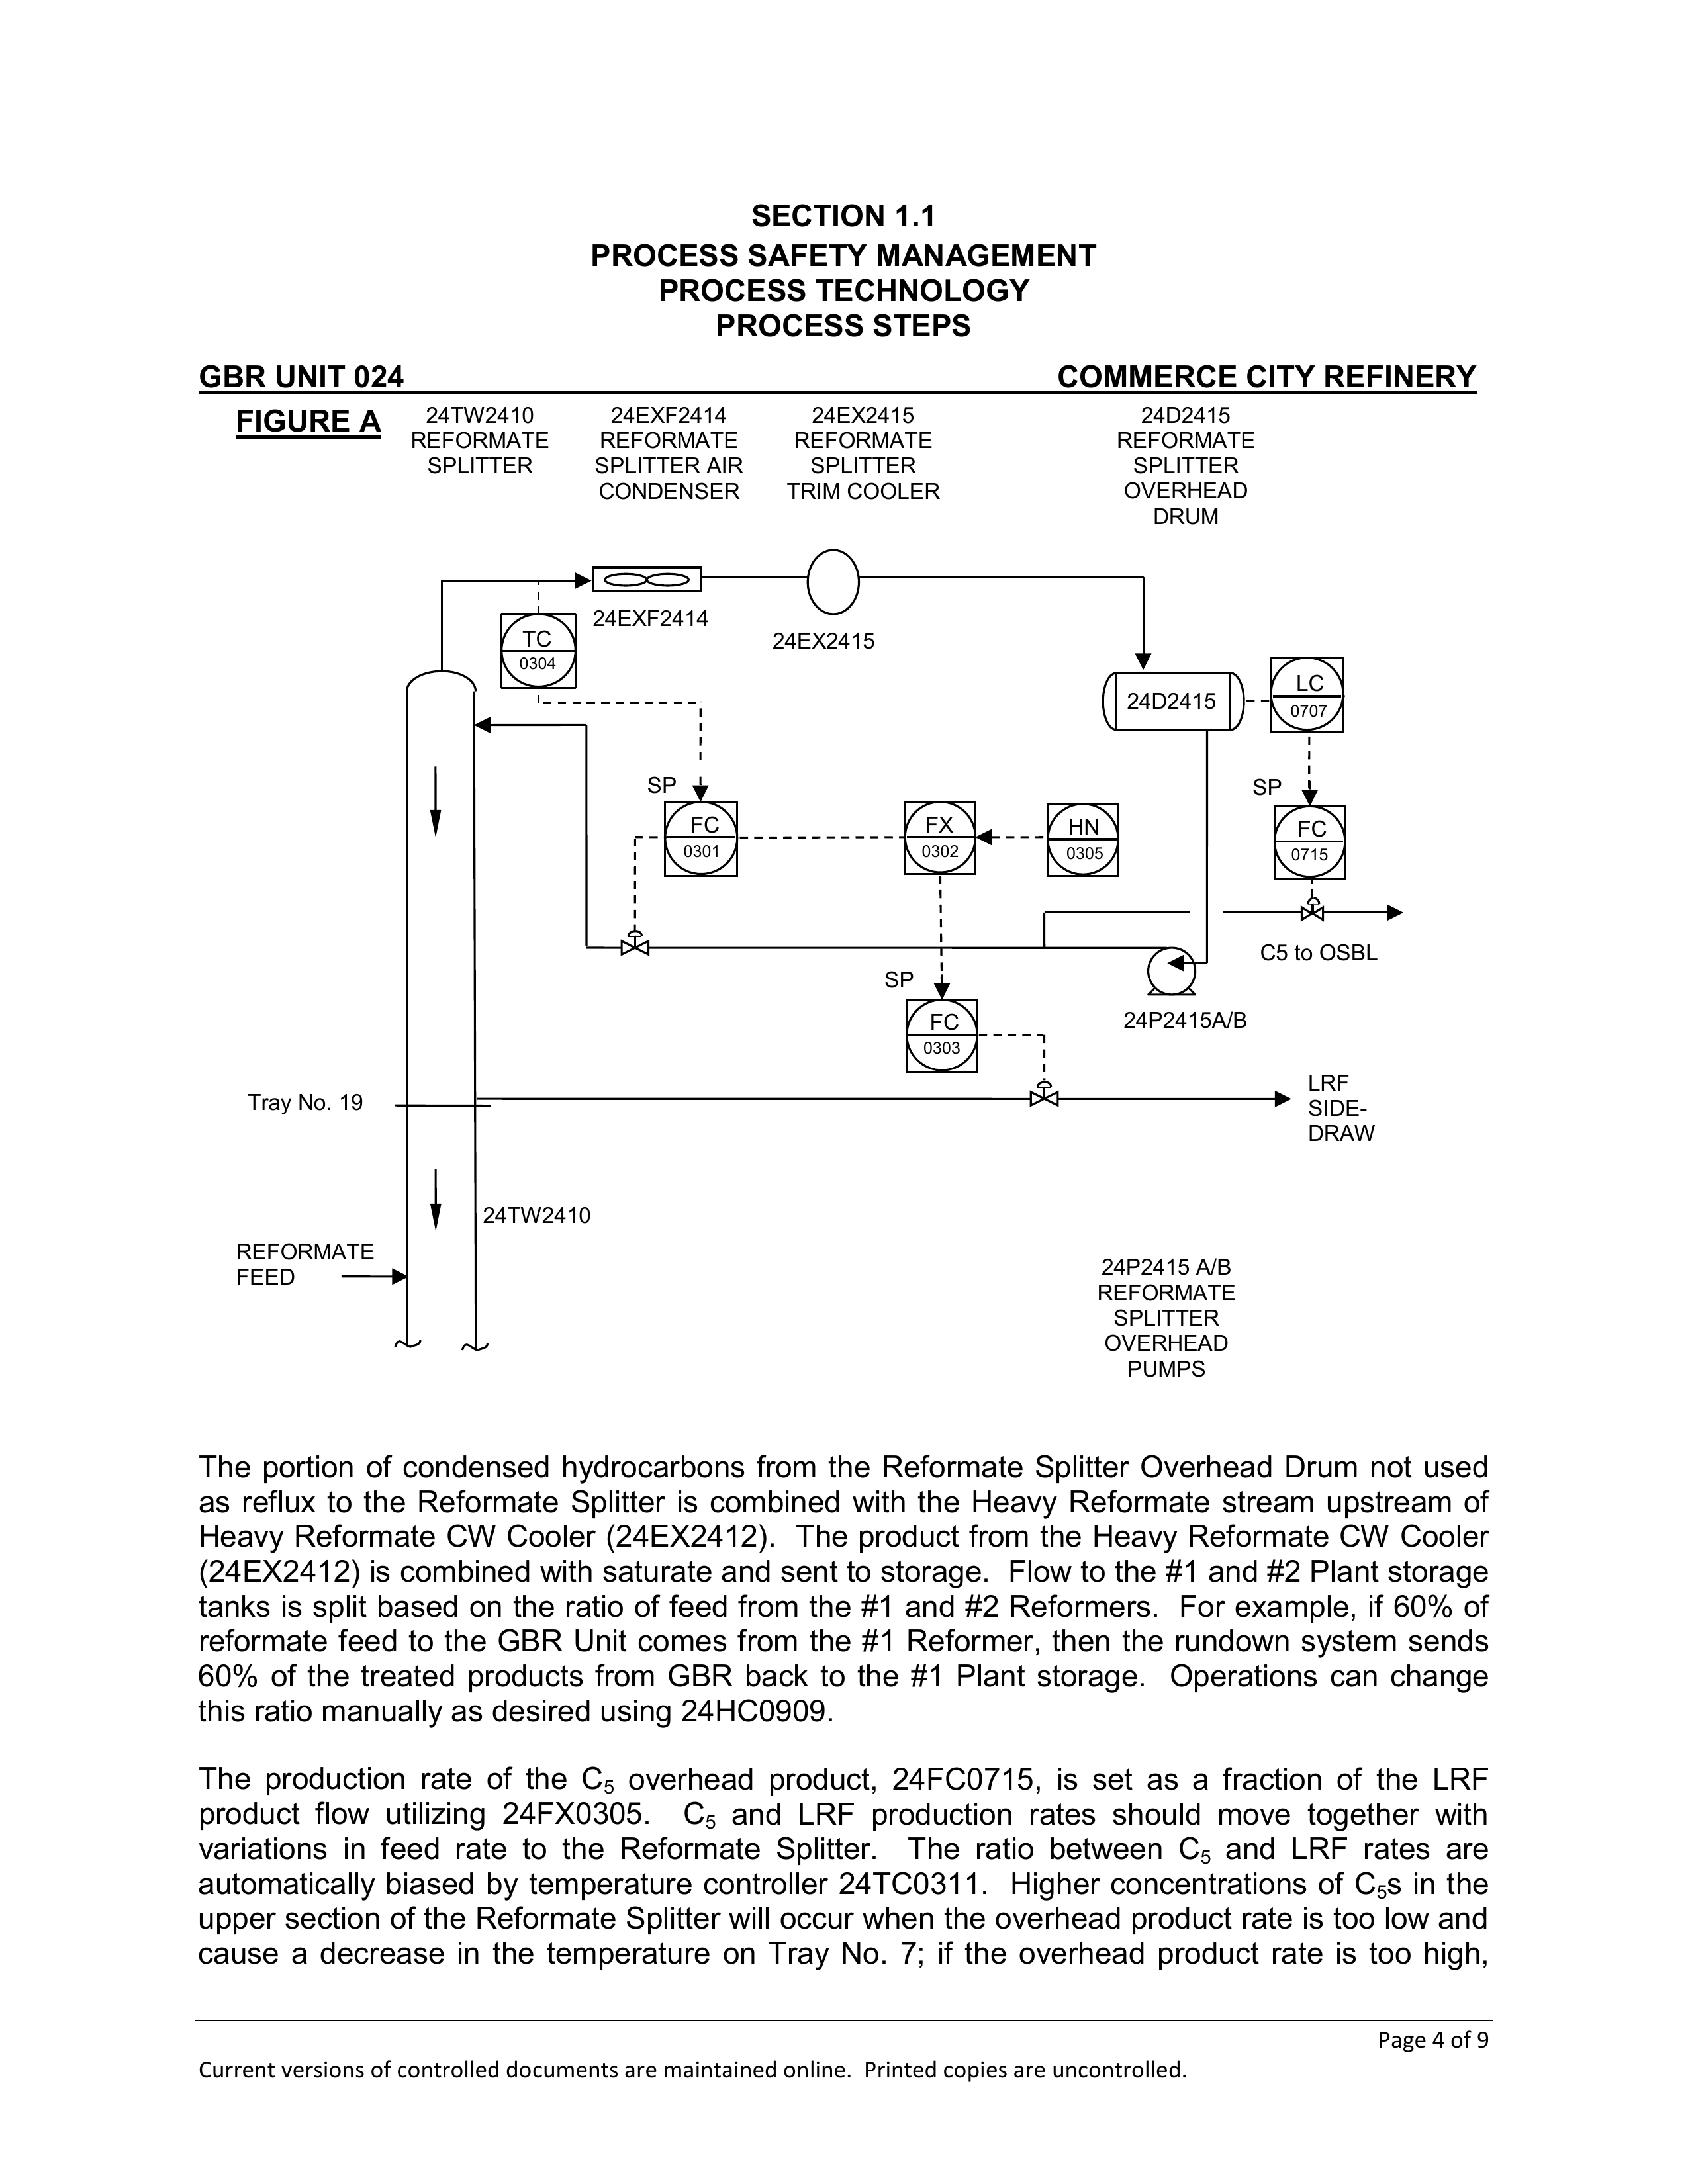 SECTION 1.1
PROCESS SAFETY MANAGEMENT
PROCESS TECHNOLOGY
PROCESS STEPS
GBR UNIT 024 COMMERCE CITY REFINERY
FIGURE A
24TW2410
REFORMATE
SPLITTER
24EXF2414
REFORMATE
SPLITTER AIR
CONDENSER
24EX2415
REFORMATE
SPLITTER
TRIM COOLER
24D2415
REFORMATE
SPLITTER
OVERHEAD
DRUM
24EXF2414
24EX2415
TC
0304
24D2415
LC
0707
SP
FC
0301
FX
0302
HN
0305
SP
FC
0715
C5 to OSBL
SP
FC
0303
24P2415A/B
Tray No. 19
LRF
SIDE-
DRAW
24TW2410
REFORMATE
FEED
24P2415 A/B
REFORMATE
SPLITTER
OVERHEAD
PUMPS
The portion of condensed hydrocarbons from the Reformate Splitter Overhead Drum not used
as reflux to the Reformate Splitter is combined with the Heavy Reformate stream upstream of
Heavy Reformate CW Cooler (24EX2412). The product from the Heavy Reformate CW Cooler
(24EX2412) is combined with saturate and sent to storage. Flow to the #1 and #2 Plant storage
tanks is split based on the ratio of feed from the #1 and #2 Reformers. For example, if 60% of
reformate feed to the GBR Unit comes from the #1 Reformer, then the rundown system sends
60% of the treated products from GBR back to the #1 Plant storage. Operations can change
this ratio manually as desired using 24HC0909.
The production rate of the C5 overhead product, 24FC0715, is set as a fraction of the LRF
product flow utilizing 24FX0305. C5 and LRF production rates should move together with
variations in feed rate to the Reformate Splitter. The ratio between C5 and LRF rates are
automatically biased by temperature controller 24TC0311. Higher concentrations of C5s in the
upper section of the Reformate Splitter will occur when the overhead product rate is too low and
cause a decrease in the temperature on Tray No. 7; if the overhead product rate is too high,
Page 4 of 9
Current versions of controlled documents are maintained online. Printed copies are uncontrolled.